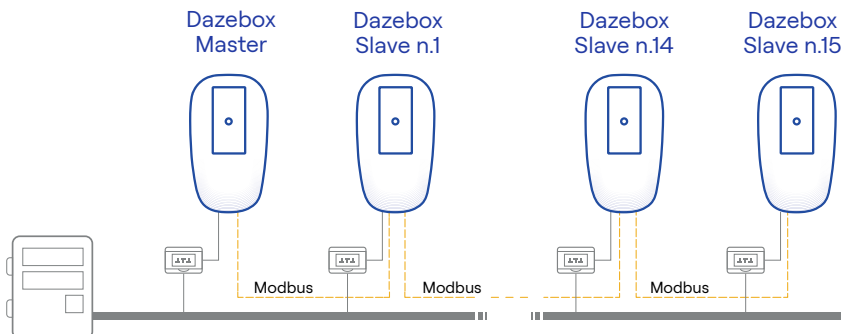 Dazebox
Master
Dazebox
Slave n.1
Dazebox
Slave n.14
Dazebox
Slave n.15
Modbus
Modbus
Modbus